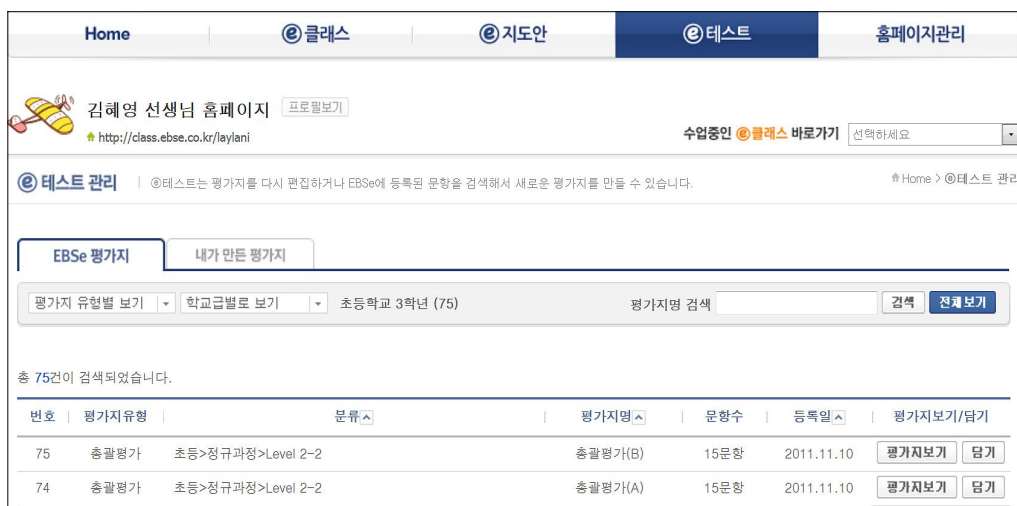 Home ⓔ클래스 ⓔ지도안 ⓔ테스트 홈페이지관리
김혜영 선생님 홈페이지 프로필보기
http://class.ebse.co.kr/laylani
수업중인 ⓔ클래스 바로가기 선택하세요
ⓔ 테스트 관리 ⓔ테스트는 평가지를 다시 편집하거나 EBSe에 등록된 문항을 검색해서 새로운 평가지를 만들 수 있습니다. Home > ⓔ테스트 관리
EBSe 평가지 내가 만든 평가지
평가지 유형별 보기 학교급별로 보기 초등학교 3학년 (75) 평가지명 검색 검색 전체보기
총 75건이 검색되었습니다.
번호 평가지유형 분류 평가지명 문항수 등록일 평가지보기/담기
75 총괄평가 초등>정규과정>Level 2-2 총괄평가(B) 15문항 2011.11.10 평가지보기 담기
74 총괄평가 초등>정규과정>Level 2-2 총괄평가(A) 15문항 2011.11.10 평가지보기 담기